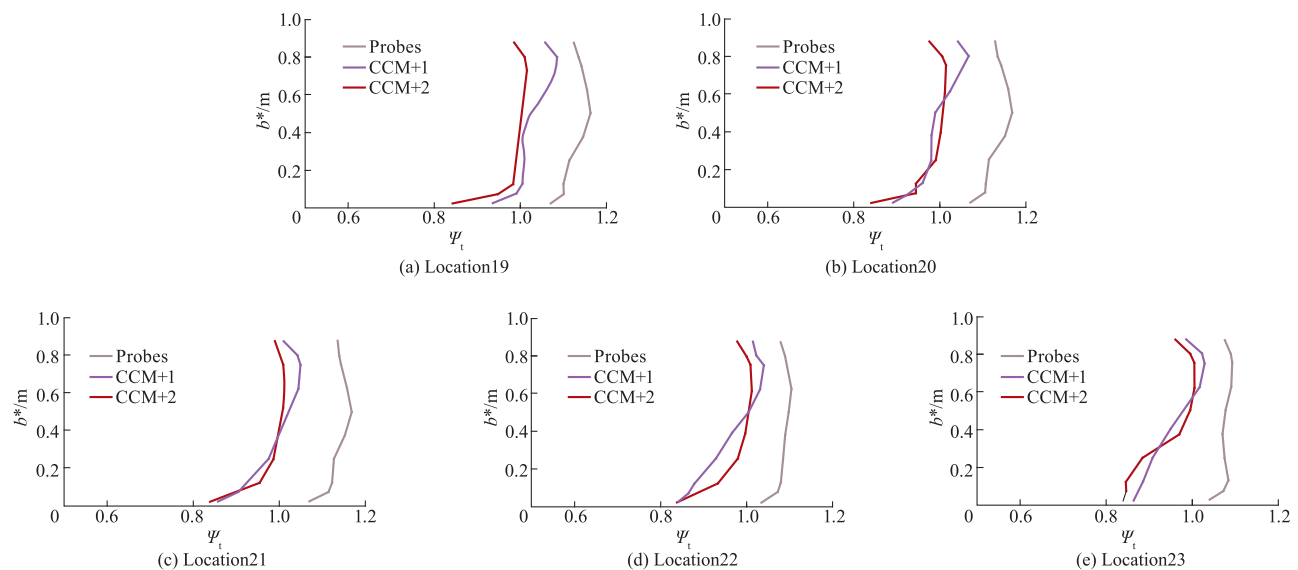 1.0
Probes
0.8
CCM+1
CCM+2
0.6
b*/m
0.4
0.2
0
0.6
0.8
1.0
1.2
Ψt
(a) Location19
1.0
Probes
0.8
CCM+1
CCM+2
0.6
b*/m
0.4
0.2
0
0.6
0.8
1.0
1.2
Ψt
(b) Location20
1.0
Probes
0.8
CCM+1
CCM+2
0.6
b*/m
0.4
0.2
0
0.6
0.8
1.0
1.2
Ψt
(c) Location21
1.0
Probes
0.8
CCM+1
CCM+2
0.6
b*/m
0.4
0.2
0
0.6
0.8
1.0
1.2
Ψt
(d) Location22
1.0
Probes
0.8
CCM+1
CCM+2
0.6
b*/m
0.4
0.2
0
0.6
0.8
1.0
1.2
Ψt
(e) Location23